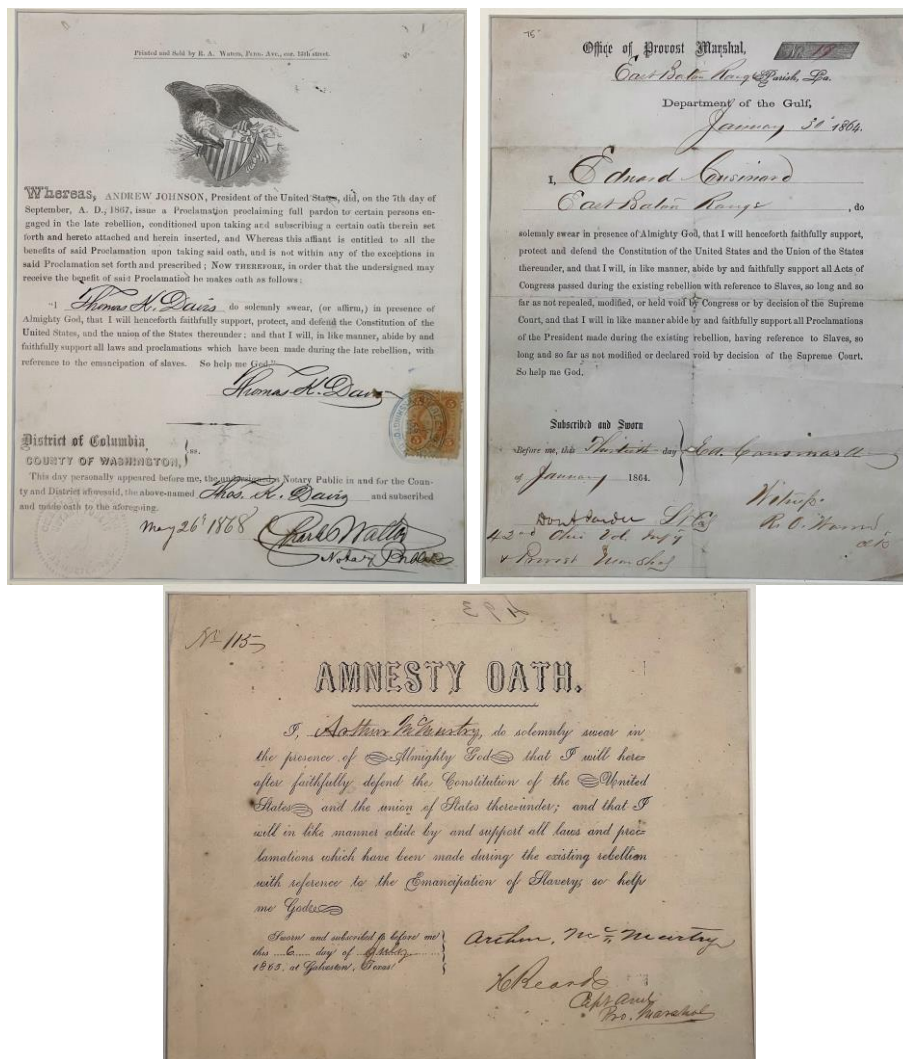 Printed and Sold by R. A. Waters, Penn. Ave., cor. 13th street.
Whereas, ANDREW JOHNSON, President of the United States, did, on the 7th day of
September, A. D., 1867, issue a Proclamation proclaiming full pardon to certain persons en-
gaged in the late rebellion, conditioned upon taking and subscribing a certain oath therein set
forth and hereto attached and herein inserted, and Whereas this affiant is entitled to all the
benefits of said Proclamation upon taking said oath, and is not within any of the exceptions in
said Proclamation set forth and prescribed; NOW THEREFORE, in order that the undersigned may
receive the benefit of said Proclamation he makes oath as follows:
"I Thomas K. Davis do solemnly swear, (or affirm,) in presence of
Almighty God, that I will henceforth faithfully support, protect, and defend the Constitution of the
United States, and the union of the States thereunder; and that I will, in like manner, abide by and
faithfully support all laws and proclamations which have been made during the late rebellion, with
reference to the emancipation of slaves. So help me God."
Thomas K. Davis
District of Columbia,
COUNTY OF WASHINGTON, ss.
This day personally appeared before me, the undersigned a Notary Public in and for the Coun-
ty and District aforesaid, the above-named Thos. K. Davis and subscribed
and made oath to the aforegoing.
May 26th 1868 Charles Walter
Notary Public
75
Office of Provost Marshal, No 19
East Baton Rouge Parish, La.
Department of the Gulf,
January 30th 1864.
I, Edward Cousinard
East Baton Rouge, do
solemnly swear in presence of Almighty God, that I will henceforth faithfully support,
protect and defend the Constitution of the United States and the Union of the States
thereunder, and that I will, in like manner, abide by and faithfully support all Acts of
Congress passed during the existing rebellion with reference to Slaves, so long and so
far as not repealed, modified, or held void by Congress or by decision of the Supreme
Court, and that I will in like manner abide by and faithfully support all Proclamations
of the President made during the existing rebellion, having reference to Slaves, so
long and so far as not modified or declared void by decision of the Supreme Court.
So help me God.
Subscribed and Sworn
Before me, this Thirtieth day Ed. Cousinard
of January 1864.
Witness
42nd Ohio Vol. Infy
& Provost Marshal
No 115
AMNESTY OATH.
I, Arthur McMurtry, do solemnly swear in
the presence of Almighty God that I will here-
after faithfully defend the Constitution of the United
States and the union of States thereunder; and that I
will in like manner abide by and support all laws and proc-
lamations which have been made during the existing rebellion
with reference to the Emancipation of Slavery; so help
me God.
Sworn and subscribed to before me
this 6 day of July
1865, at Galveston, Texas
Arthur, McMurtry
Pro. Marshal